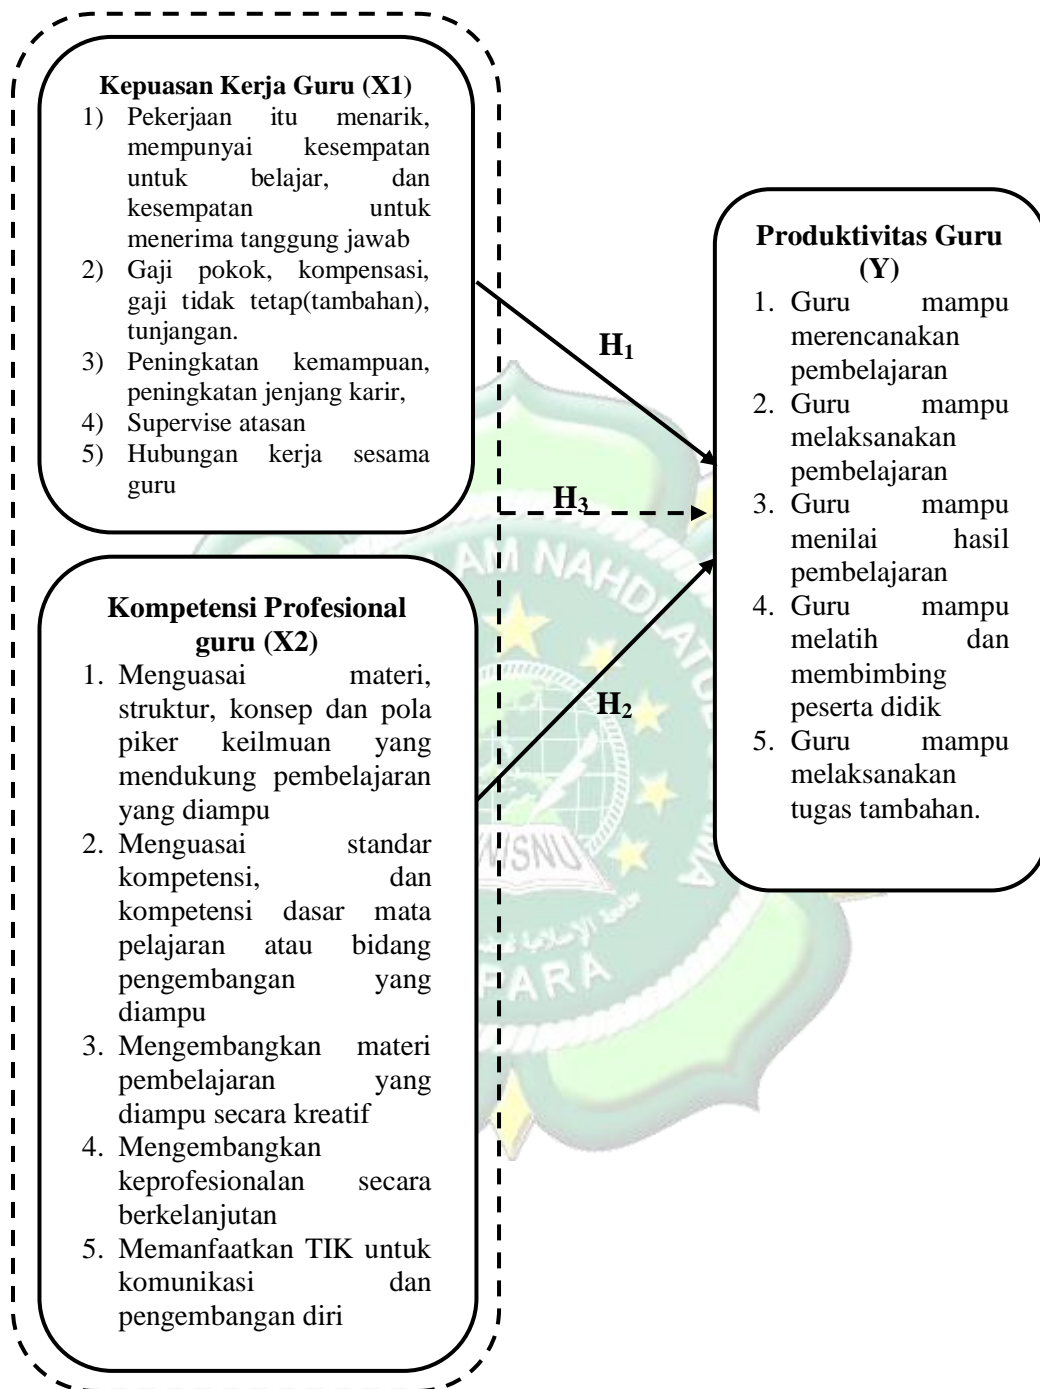 Kepuasan Kerja Guru (X1)
1) Pekerjaan itu menarik,
mempunyai kesempatan
untuk belajar, dan
kesempatan untuk
menerima tanggung jawab
2) Gaji pokok, kompensasi,
gaji tidak tetap(tambahan),
tunjangan.
3) Peningkatan kemampuan,
peningkatan jenjang karir,
4) Supervise atasan
5) Hubungan kerja sesama
guru
Kompetensi Profesional
guru (X2)
1. Menguasai materi,
struktur, konsep dan pola
piker keilmuan yang
mendukung pembelajaran
yang diampu
2. Menguasai standar
kompetensi, dan
kompetensi dasar mata
pelajaran atau bidang
pengembangan yang
diampu
3. Mengembangkan materi
pembelajaran yang
diampu secara kreatif
4. Mengembangkan
keprofesionalan secara
berkelanjutan
5. Memanfaatkan TIK untuk
komunikasi dan
pengembangan diri
H1
H3
H2
Produktivitas Guru
(Y)
1. Guru mampu
merencanakan
pembelajaran
2. Guru mampu
melaksanakan
pembelajaran
3. Guru mampu
menilai hasil
pembelajaran
4. Guru mampu
melatih dan
membimbing
peserta didik
5. Guru mampu
melaksanakan
tugas tambahan.